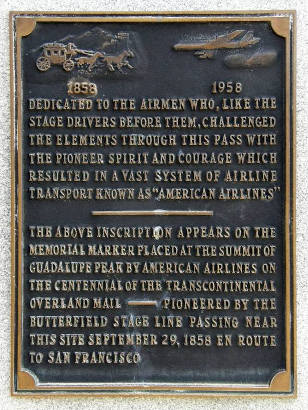 1858 1958
DEDICATED TO THE AIRMEN WHO, LIKE THE
STAGE DRIVERS BEFORE THEM, CHALLENGED
THE ELEMENTS THROUGH THIS PASS WITH
THE PIONEER SPIRIT AND COURAGE WHICH
RESULTED IN A VAST SYSTEM OF AIRLINE
TRANSPORT KNOWN AS "AMERICAN AIRLINES"
THE ABOVE INSCRIPTION APPEARS ON THE
MEMORIAL MARKER PLACED AT THE SUMMIT OF
GUADALUPE PEAK BY AMERICAN AIRLINES ON
THE CENTENNIAL OF THE TRANSCONTINENTAL
OVERLAND MAIL — PIONEERED BY THE
BUTTERFIELD STAGE LINE PASSING NEAR
THIS SITE SEPTEMBER 29, 1858 EN ROUTE
TO SAN FRANCISCO